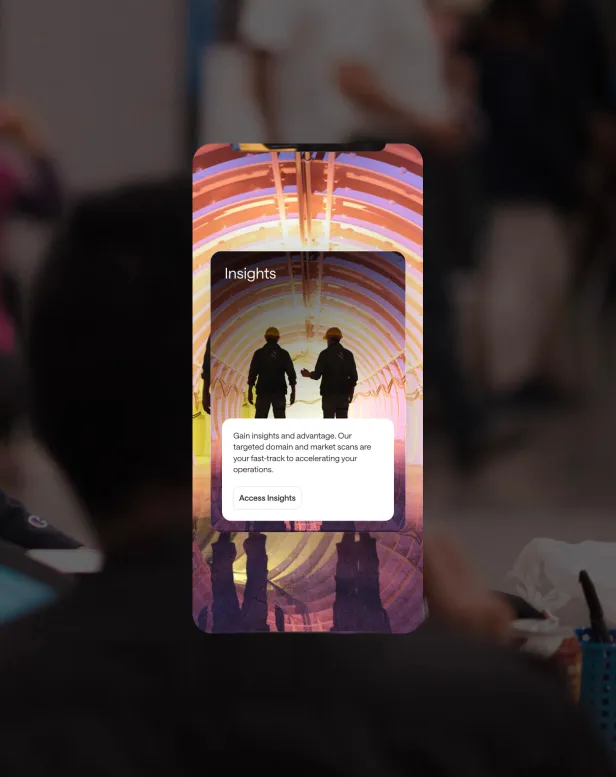 Insights
Gain insights and advantage. Our
targeted domain and market scans are
your fast-track to accelerating your
operations.
Access Insights